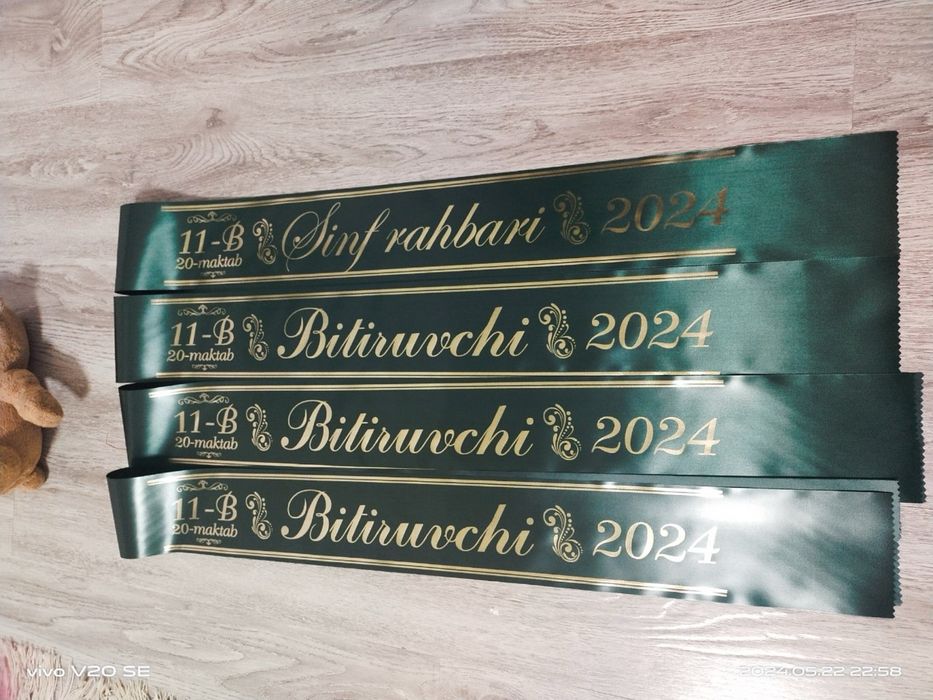 11-B
20-maktab
Sinf rahbari
2024
11-B
20-maktab
Bitiruvchi
2024
11-B
20-maktab
Bitiruvchi
2024
11-B
20-maktab
Bitiruvchi
2024
vivo V20 SE
2024.05.22 22:58